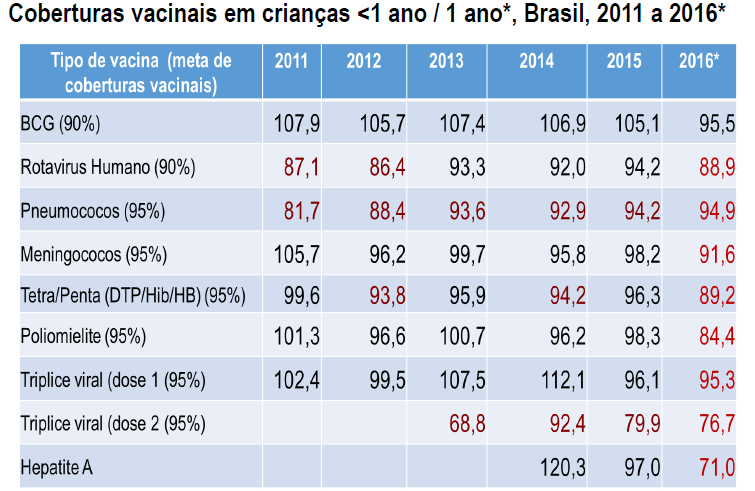 Coberturas vacinais em crianças <1 ano / 1 ano*, Brasil, 2011 a 2016*
Tipo de vacina (meta de coberturas vacinais) 2011 2012 2013 2014 2015 2016*
BCG (90%) 107,9 105,7 107,4 106,9 105,1 95,5
Rotavirus Humano (90%) 87,1 86,4 93,3 92,0 94,2 88,9
Pneumococos (95%) 81,7 88,4 93,6 92,9 94,2 94,9
Meningococos (95%) 105,7 96,2 99,7 95,8 98,2 91,6
Tetra/Penta (DTP/Hib/HB) (95%) 99,6 93,8 95,9 94,2 96,3 89,2
Poliomielite (95%) 101,3 96,6 100,7 96,2 98,3 84,4
Triplice viral (dose 1 (95%) 102,4 99,5 107,5 112,1 96,1 95,3
Triplice viral (dose 2 (95%) 68,8 92,4 79,9 76,7
Hepatite A 120,3 97,0 71,0